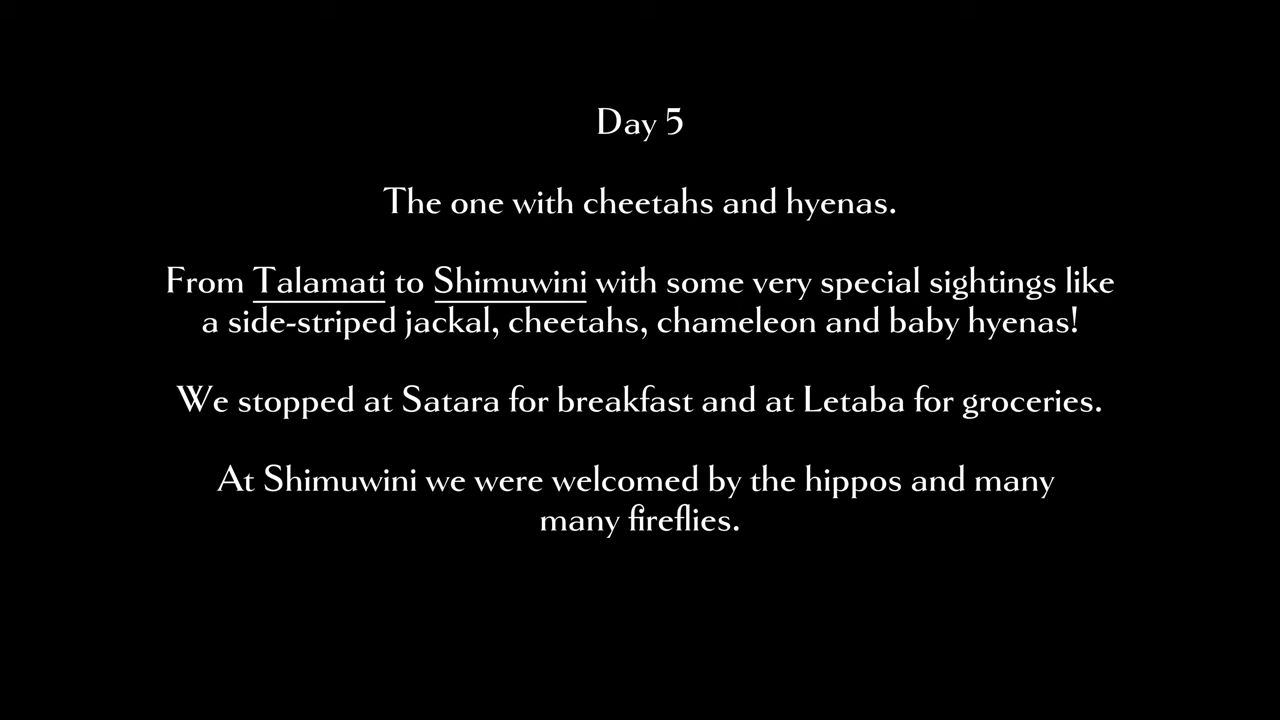 Day 5
The one with cheetahs and hyenas.
From Talamati to Shimuwini with some very special sightings like
a side-striped jackal, cheetahs, chameleon and baby hyenas!
We stopped at Satara for breakfast and at Letaba for groceries.
At Shimuwini we were welcomed by the hippos and many
many fireflies.